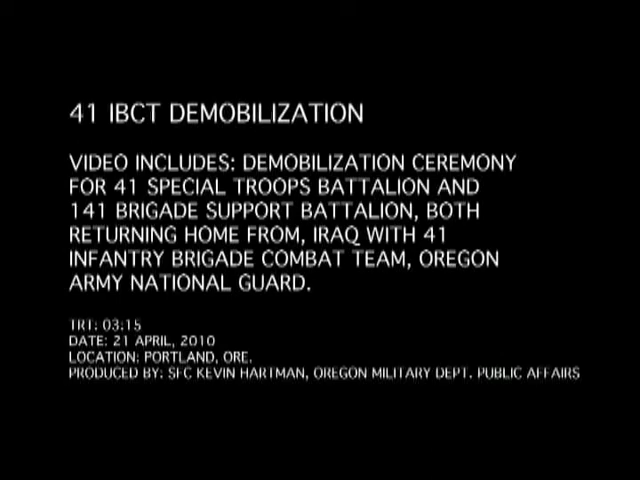 41 IBCT DEMOBILIZATION
VIDEO INCLUDES: DEMOBILIZATION CEREMONY
FOR 41 SPECIAL TROOPS BATTALION AND
141 BRIGADE SUPPORT BATTALION, BOTH
RETURNING HOME FROM, IRAQ WITH 41
INFANTRY BRIGADE COMBAT TEAM, OREGON
ARMY NATIONAL GUARD.
TRT: 03:15
DATE: 21 APRIL, 2010
LOCATION: PORTLAND, ORE.
PRODUCED BY: SFC KEVIN HARTMAN, OREGON MILITARY DEPT. PUBLIC AFFAIRS